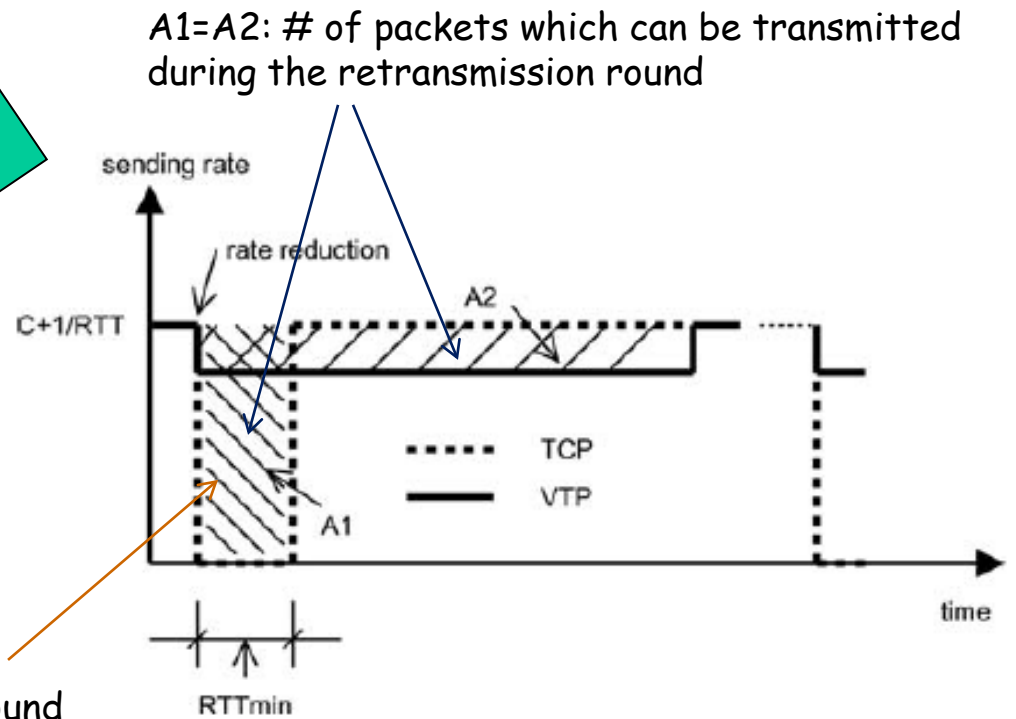 A1=A2: # of packets which can be transmitted
during the retransmission round
sending rate
rate reduction
A2
C+1/RTT
TCP
VTP
A1
time
RTTmin
ound